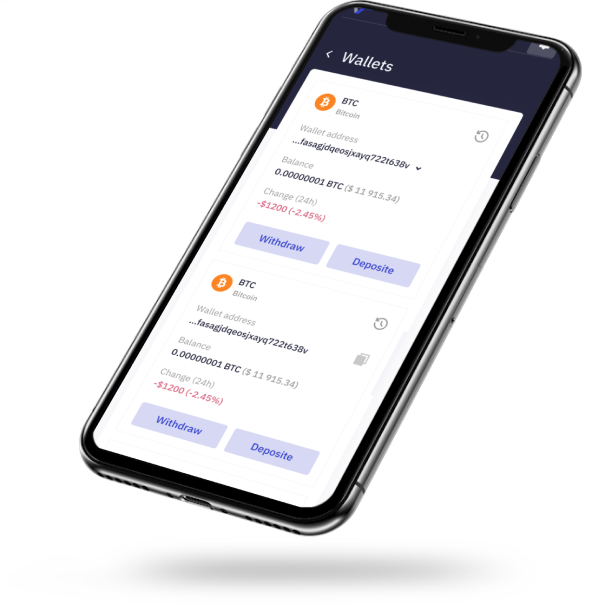 Wallets
BTC
Bitcoin
Wallet address
...fasagjdqeosjxayq722t638v
Balance
0.00000001 BTC ($ 11 915.34)
Change (24h)
-$1200 (-2.45%)
Withdraw
Deposite
BTC
Bitcoin
Wallet address
...fasagjdqeosjxayq722t638v
Balance
0.00000001 BTC ($ 11 915.34)
Change (24h)
-$1200 (-2.45%)
Withdraw
Deposite